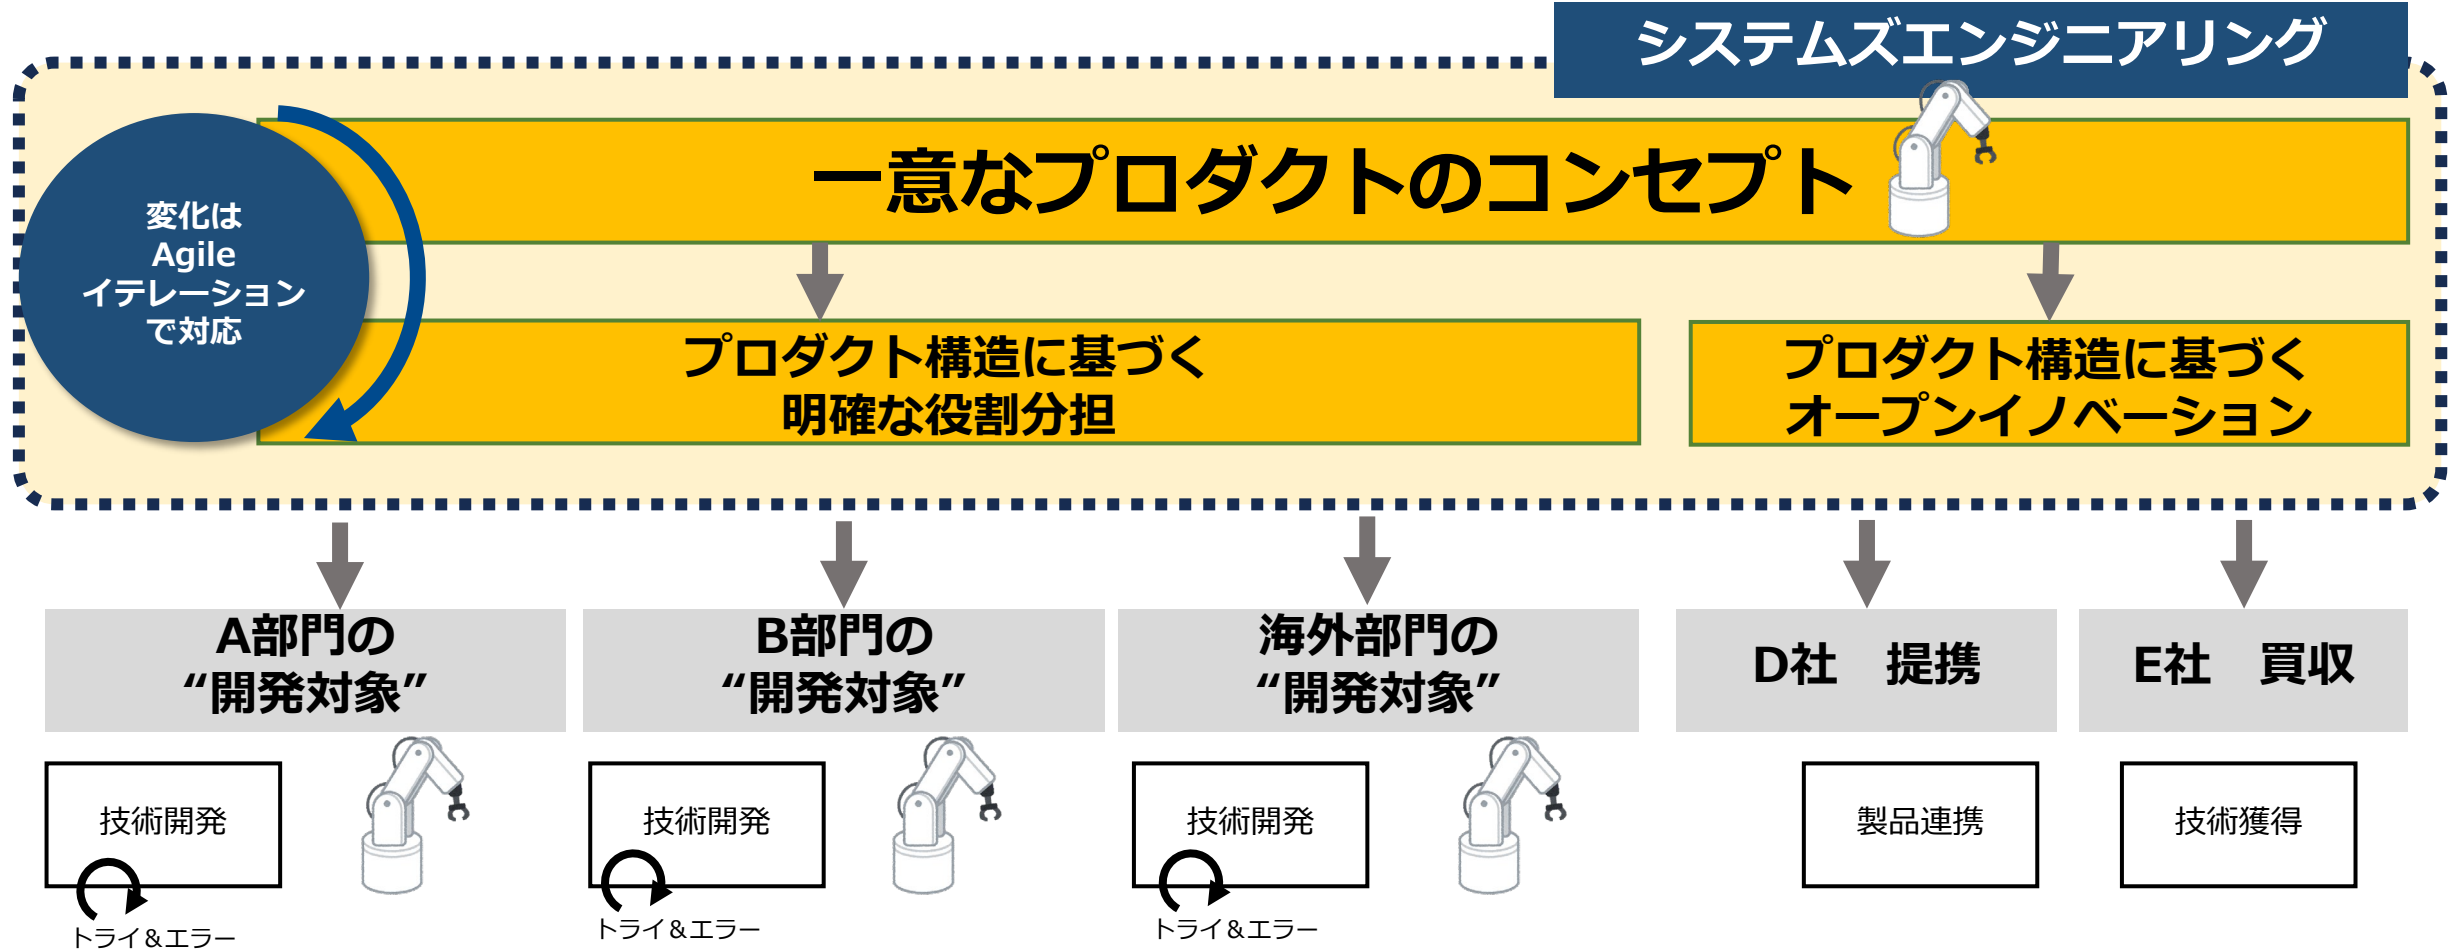 システムズエンジニアリング
一意なプロダクトのコンセプト
変化は
Agile
イテレーション
で対応
プロダクト構造に基づく
明確な役割分担
プロダクト構造に基づく
オープンイノベーション
A部門の
“開発対象”
B部門の
“開発対象”
海外部門の
“開発対象”
D社　提携
E社　買収
技術開発
技術開発
技術開発
製品連携
技術獲得
トライ＆エラー
トライ＆エラー
トライ＆エラー